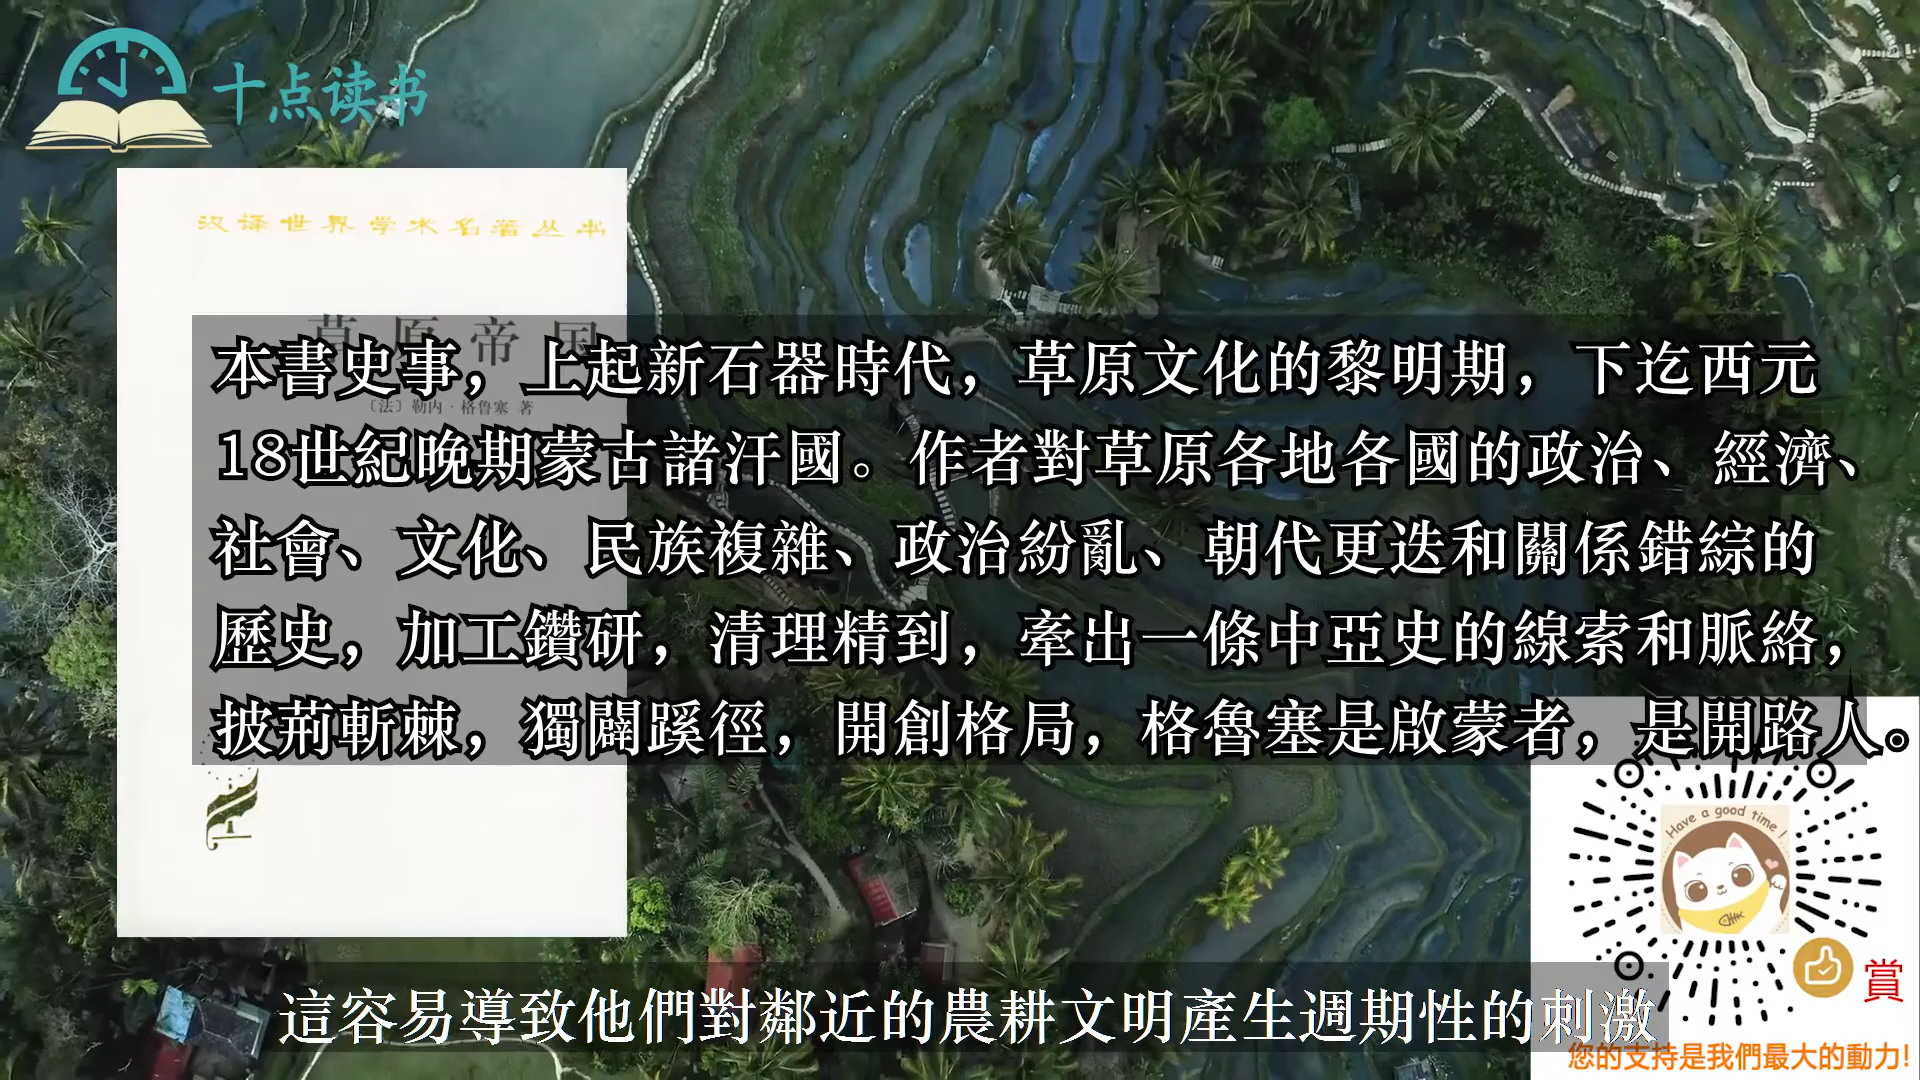 十点读书
汉译世界学术名著丛书
草原帝国
〔法〕勒内·格鲁塞 著
本書史事，上起新石器時代，草原文化的黎明期，下迄西元
18世紀晚期蒙古諸汗國。作者對草原各地各國的政治、經濟、
社會、文化、民族複雜、政治紛亂、朝代更迭和關係錯綜的
歷史，加工鑽研，清理精到，牽出一條中亞史的線索和脈絡，
披荊斬棘，獨闢蹊徑，開創格局，格魯塞是啟蒙者，是開路人。
Have a good time !
賞
這容易導致他們對鄰近的農耕文明產生週期性的刺激
您的支持是我們最大的動力!